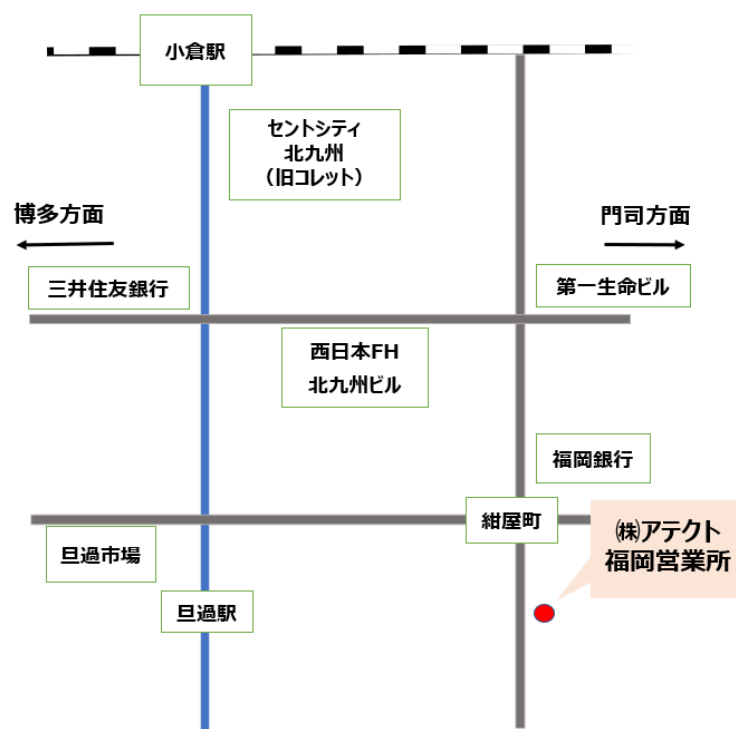 小倉駅
セントシティ
北九州
（旧コレット）
博多方面
門司方面
三井住友銀行
第一生命ビル
西日本FH
北九州ビル
福岡銀行
紺屋町
㈱アテクト
福岡営業所
旦過市場
旦過駅